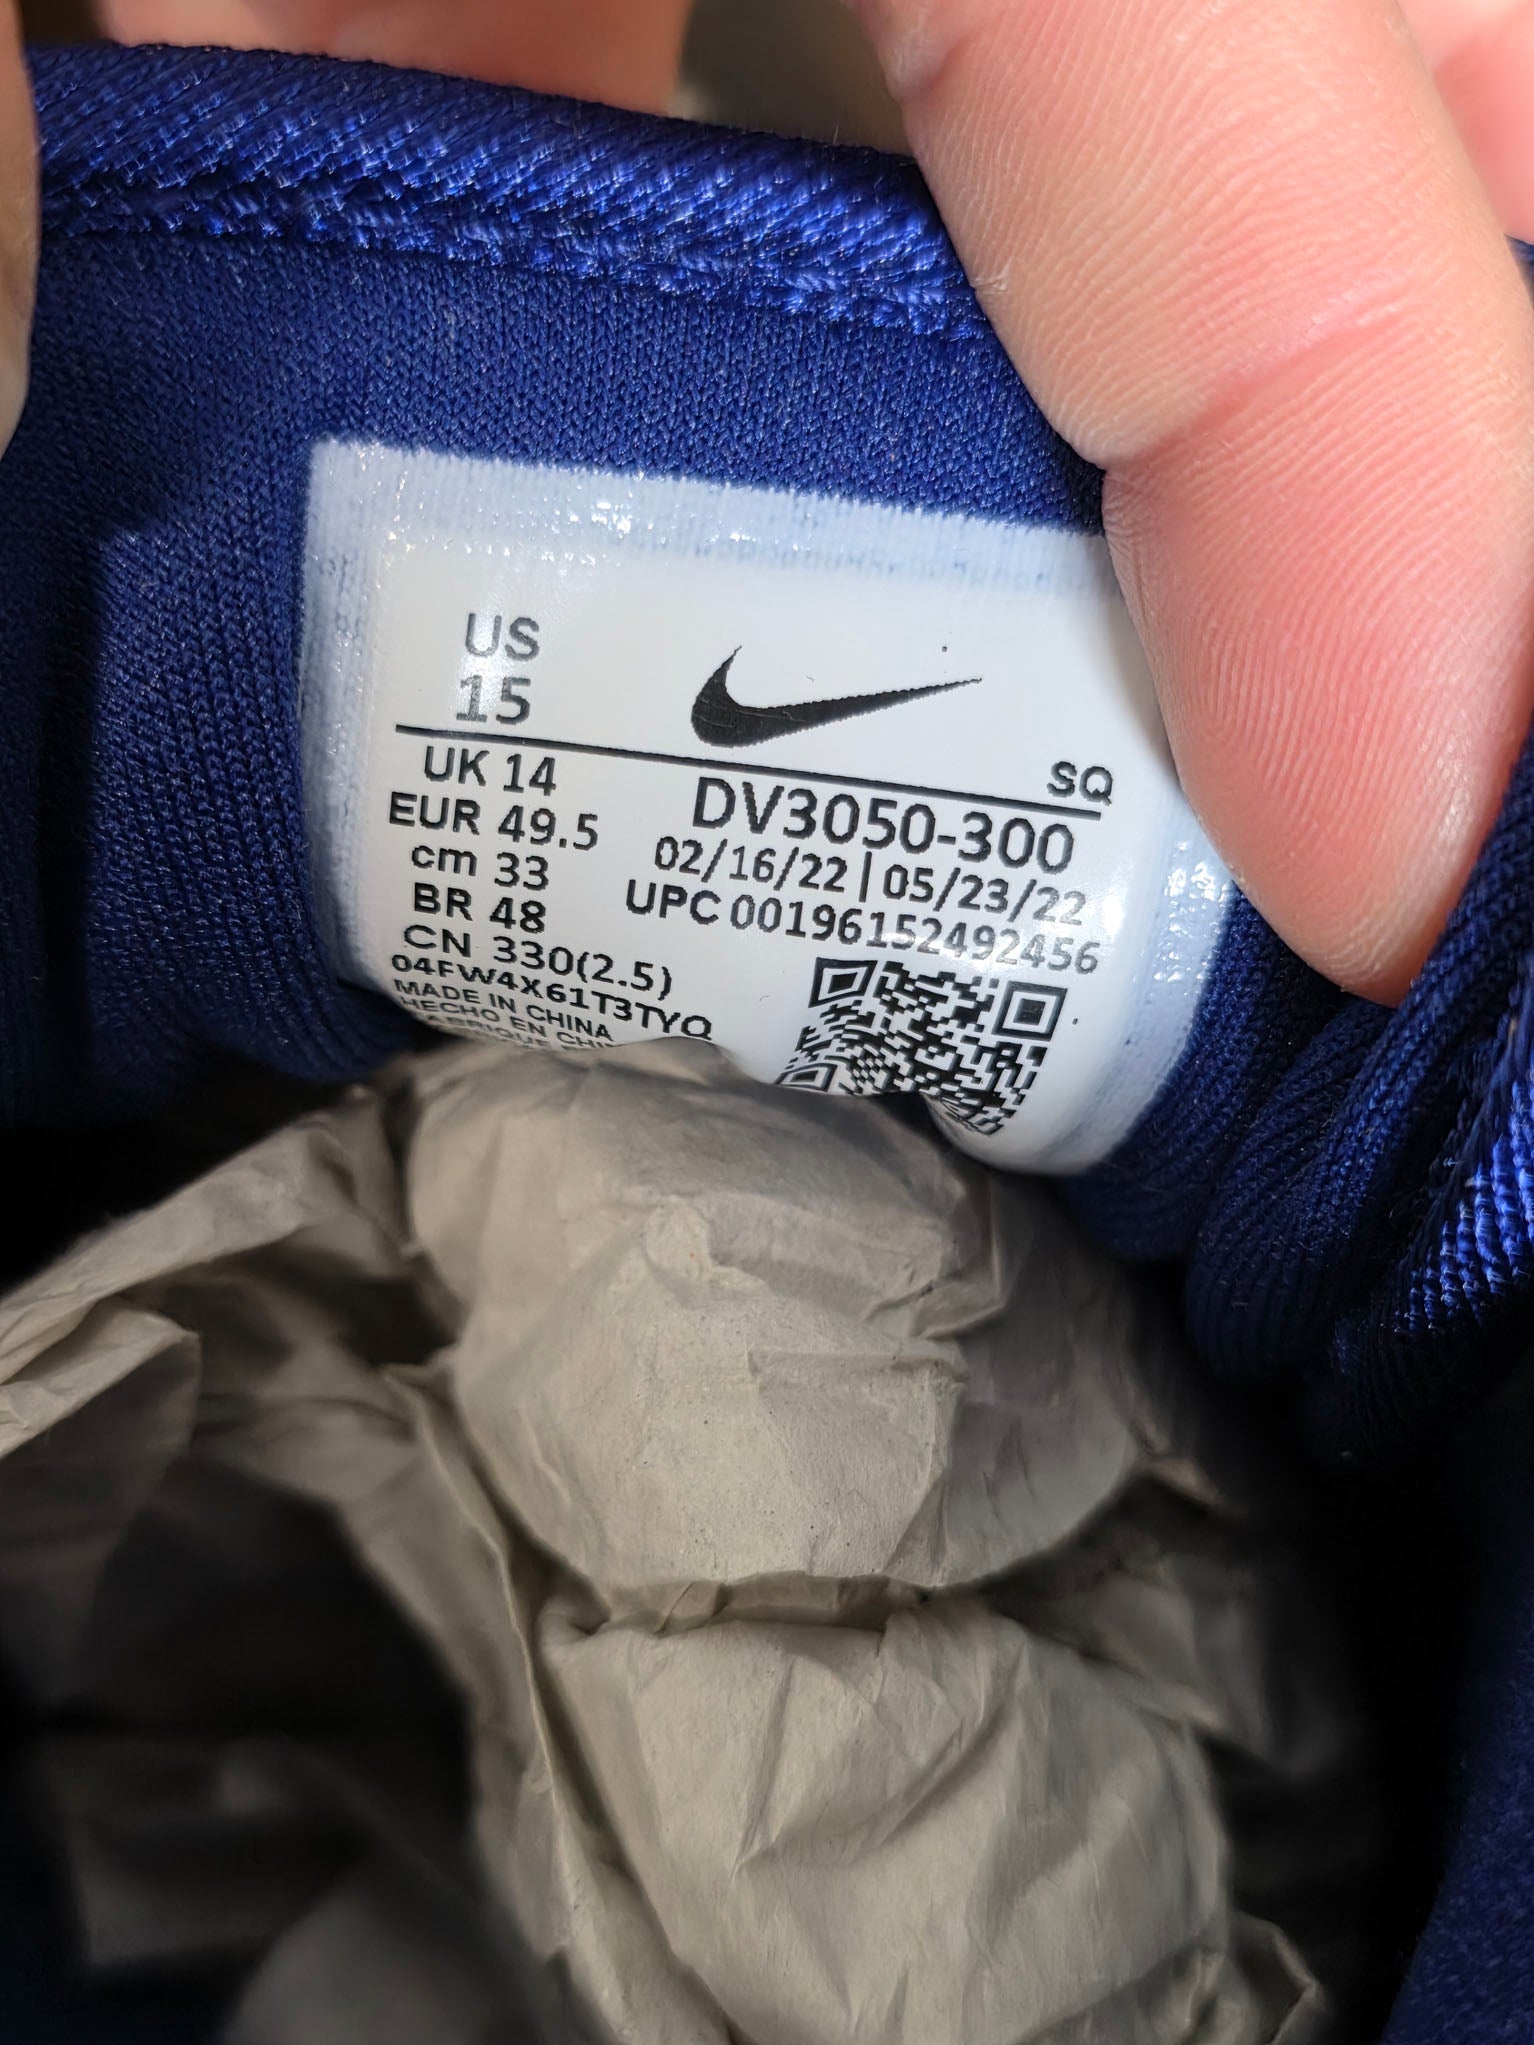 US
15
SQ
UK 14
DV3050-300
EUR 49.5
02/16/22 | 05/23/22
cm 33
UPC 00196152492456
BR 48
CN 330(2.5)
04FW4X61T3TYQ
MADE IN CHINA
HECHO EN